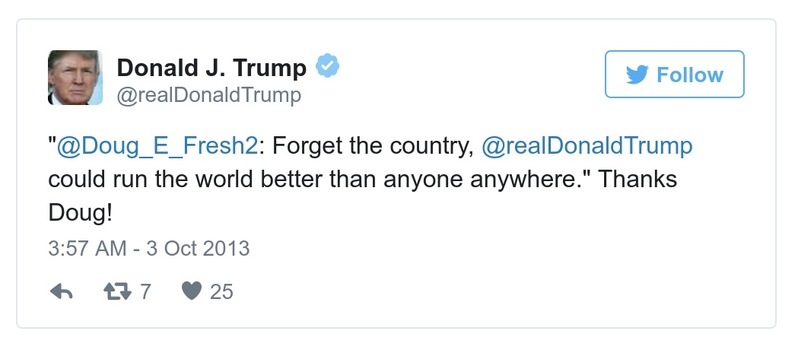 Donald J. Trump
@realDonaldTrump
Follow
"@Doug_E_Fresh2: Forget the country, @realDonaldTrump
could run the world better than anyone anywhere." Thanks
Doug!
3:57 AM - 3 Oct 2013
7 25